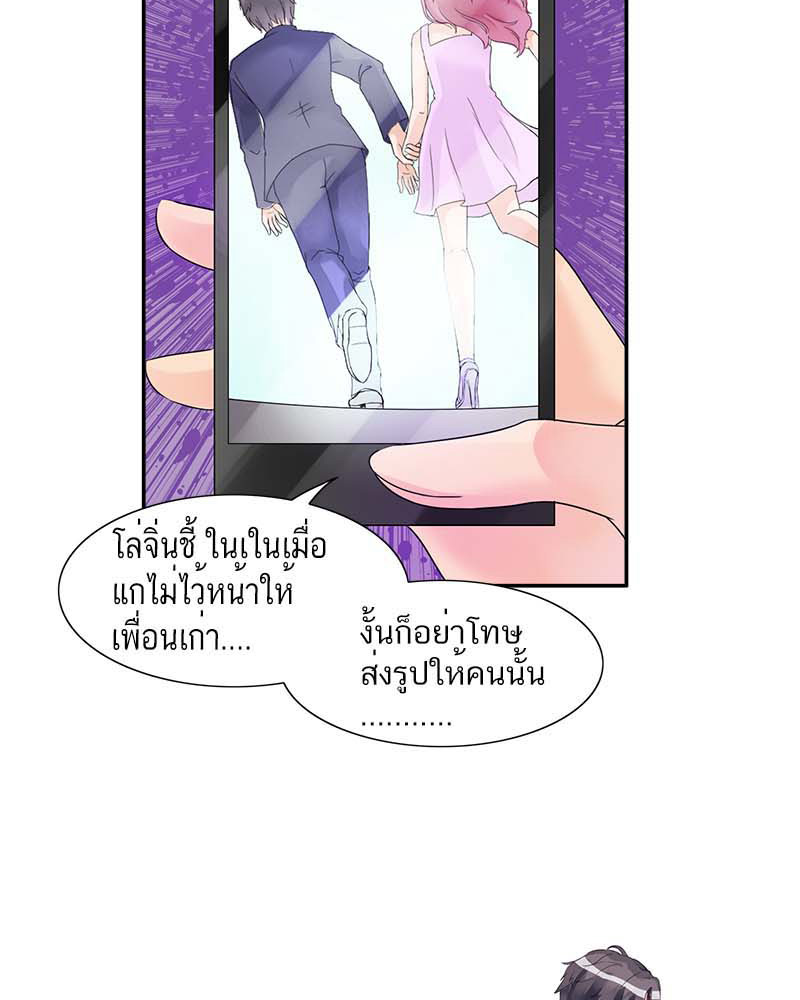 โล่จิ่นซี้ ในเในเมื่อ
แกไม่ไว้หน้าให้
เพื่อนเก่า....
งั้นก็อย่าโทษ
ส่งรูปให้คนนั้น
...........